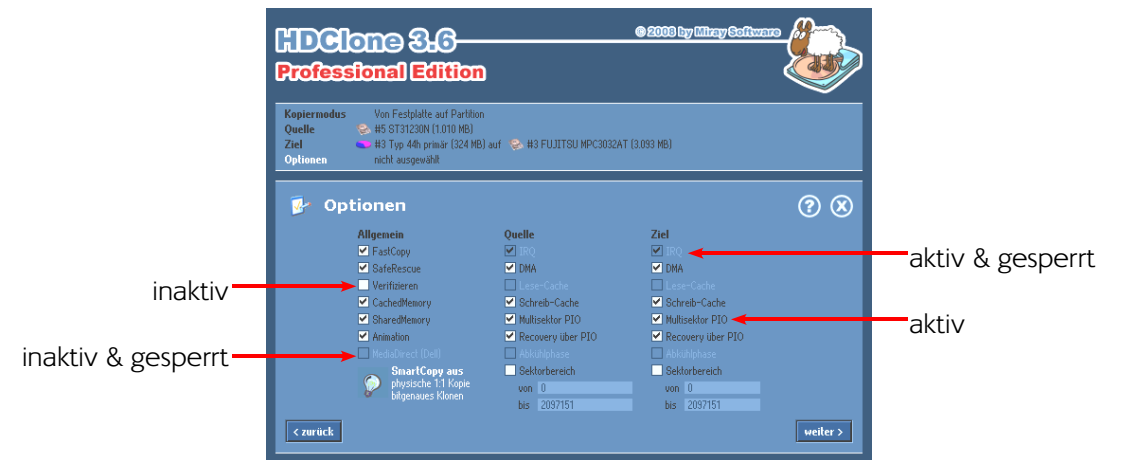 HDClone 3.6
© 2008 by Miray Software
Professional Edition
Kopiermodus Von Festplatte auf Partition
Quelle #5 ST31230N (1.010 MB)
Ziel #3 Typ 44h primär (324 MB) auf #3 FUJITSU MPC3032AT (3.093 MB)
Optionen nicht ausgewählt
Optionen
? X
Allgemein Quelle Ziel
FastCopy IRQ IRQ
SafeRescue DMA DMA
Verifizieren Lese-Cache Lese-Cache
CachedMemory Schreib-Cache Schreib-Cache
SharedMemory Multisektor PIO Multisektor PIO
Animation Recovery über PIO Recovery über PIO
MediaDirect (Dell) Abkühlphase Abkühlphase
SmartCopy aus Sektorbereich Sektorbereich
physische 1:1 Kopie von 0 von 0
bitgenaues Klonen bis 2097151 bis 2097151
< zurück weiter >
inaktiv
inaktiv & gesperrt
aktiv & gesperrt
aktiv